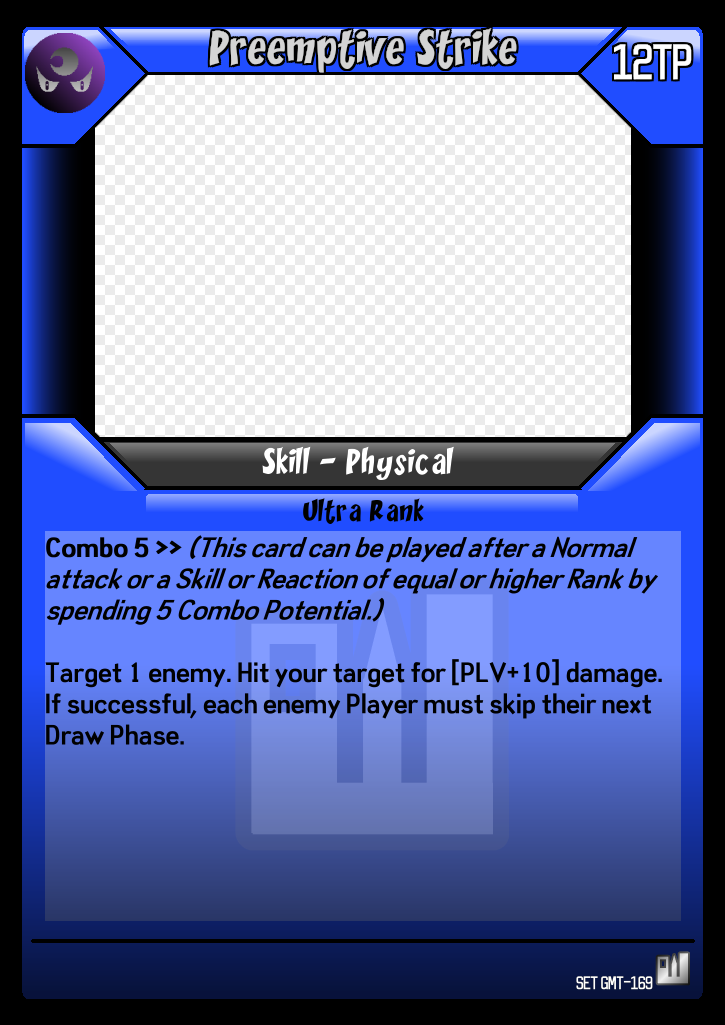 Preemptive Strike
12TP
Skill - Physical
Ultra Rank
Combo 5 >> (This card can be played after a Normal
attack or a Skill or Reaction of equal or higher Rank by
spending 5 Combo Potential.)
Target 1 enemy. Hit your target for [PLV+10] damage.
If successful, each enemy Player must skip their next
Draw Phase.
SET GMT-169